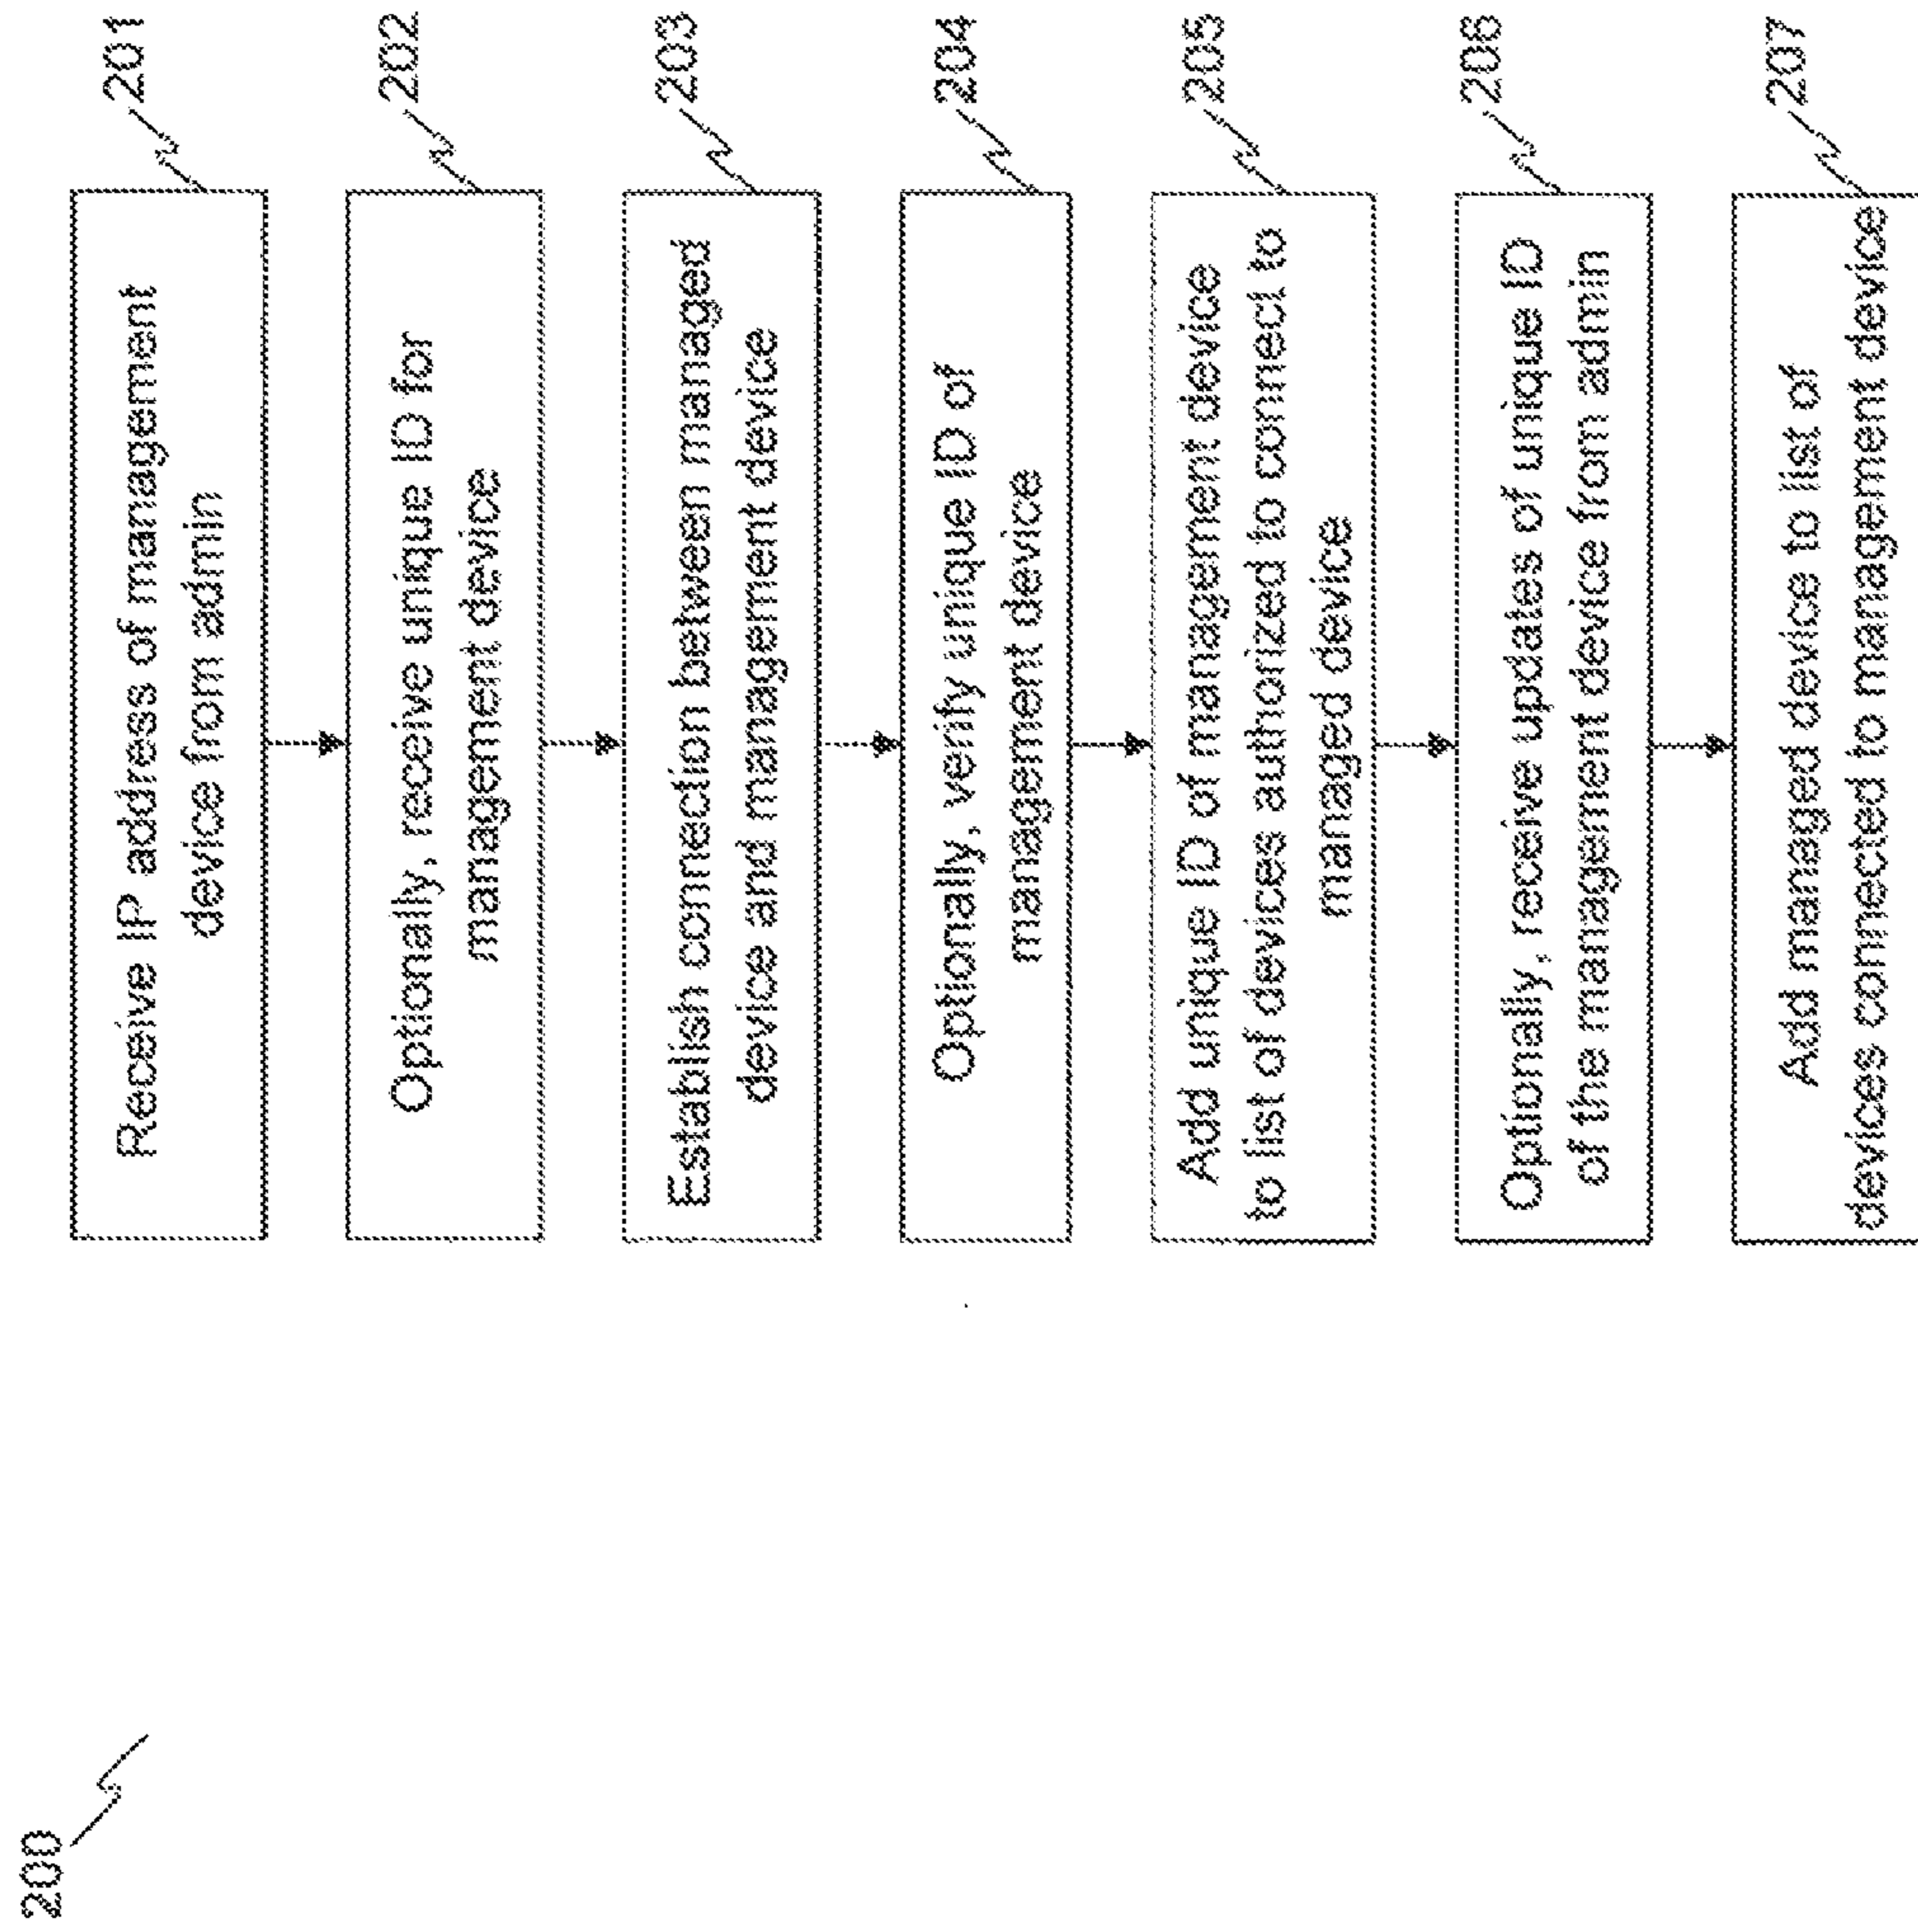 200
Receive IP address of management
device from admin
201
Optionally, receive unique ID for
management device
202
Establish connection between managed
device and management device
203
Optionally, verify unique ID of
management device
204
Add unique ID of management device
to list of devices authorized to connect to
managed device
205
Optionally, receive updates of unique ID
of the management device from admin
206
Add managed device to list of
devices connected to management device
207